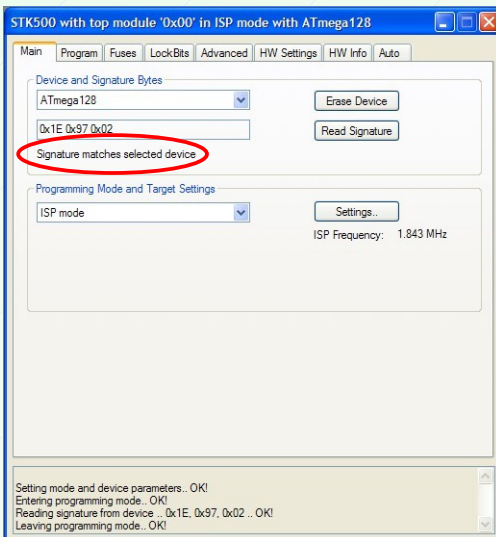 STK500 with top module '0x00' in ISP mode with ATmega128
Main Program Fuses LockBits Advanced HW Settings HW Info Auto
Device and Signature Bytes
ATmega128 Erase Device
0x1E 0x97 0x02 Read Signature
Signature matches selected device
Programming Mode and Target Settings
ISP mode Settings..
ISP Frequency: 1.843 MHz
Setting mode and device parameters.. OK!
Entering programming mode.. OK!
Reading signature from device .. 0x1E, 0x97, 0x02 .. OK!
Leaving programming mode.. OK!